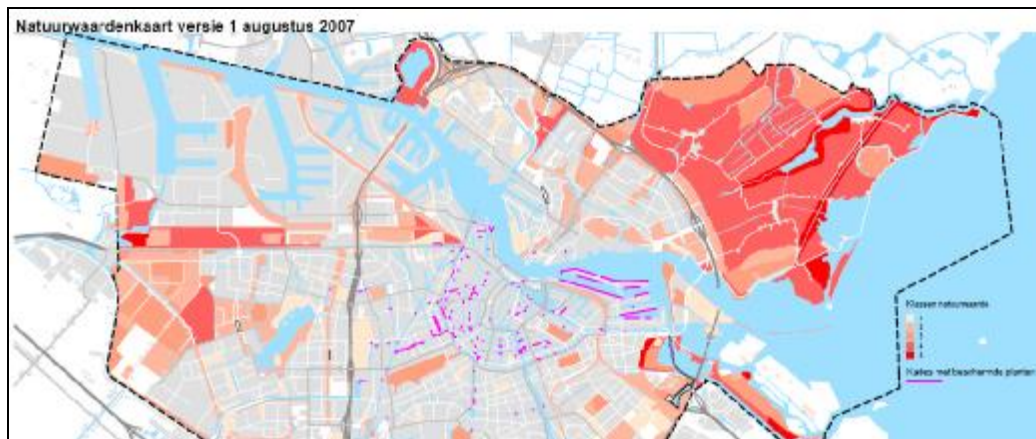 Natuurwaardenkaart versie 1 augustus 2007
Klassen natuurwaarde
Kades met beschermde planten